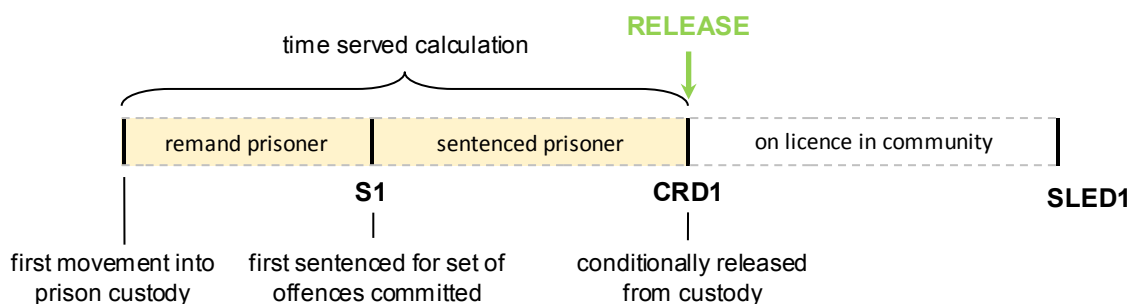 RELEASE
time served calculation
remand prisoner
sentenced prisoner
on licence in community
S1
CRD1
SLED1
first movement into
prison custody
first sentenced for set of
offences committed
conditionally released
from custody